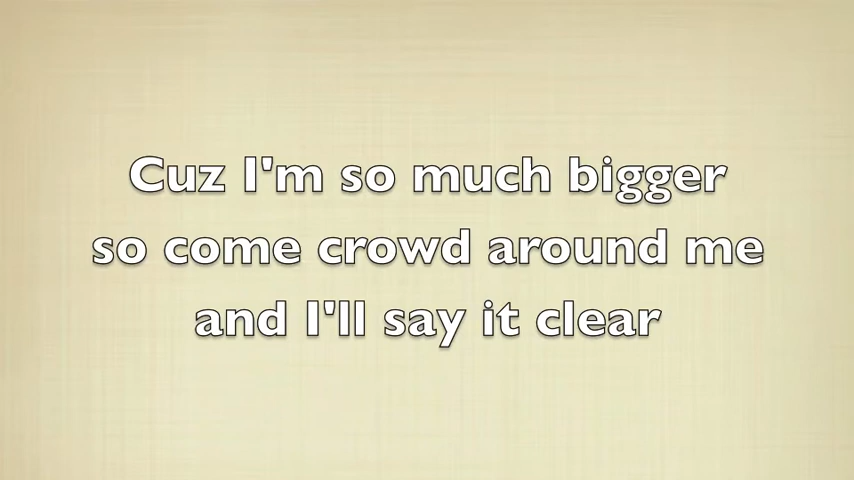 Cuz I'm so much bigger
so come crowd around me
and I'll say it clear